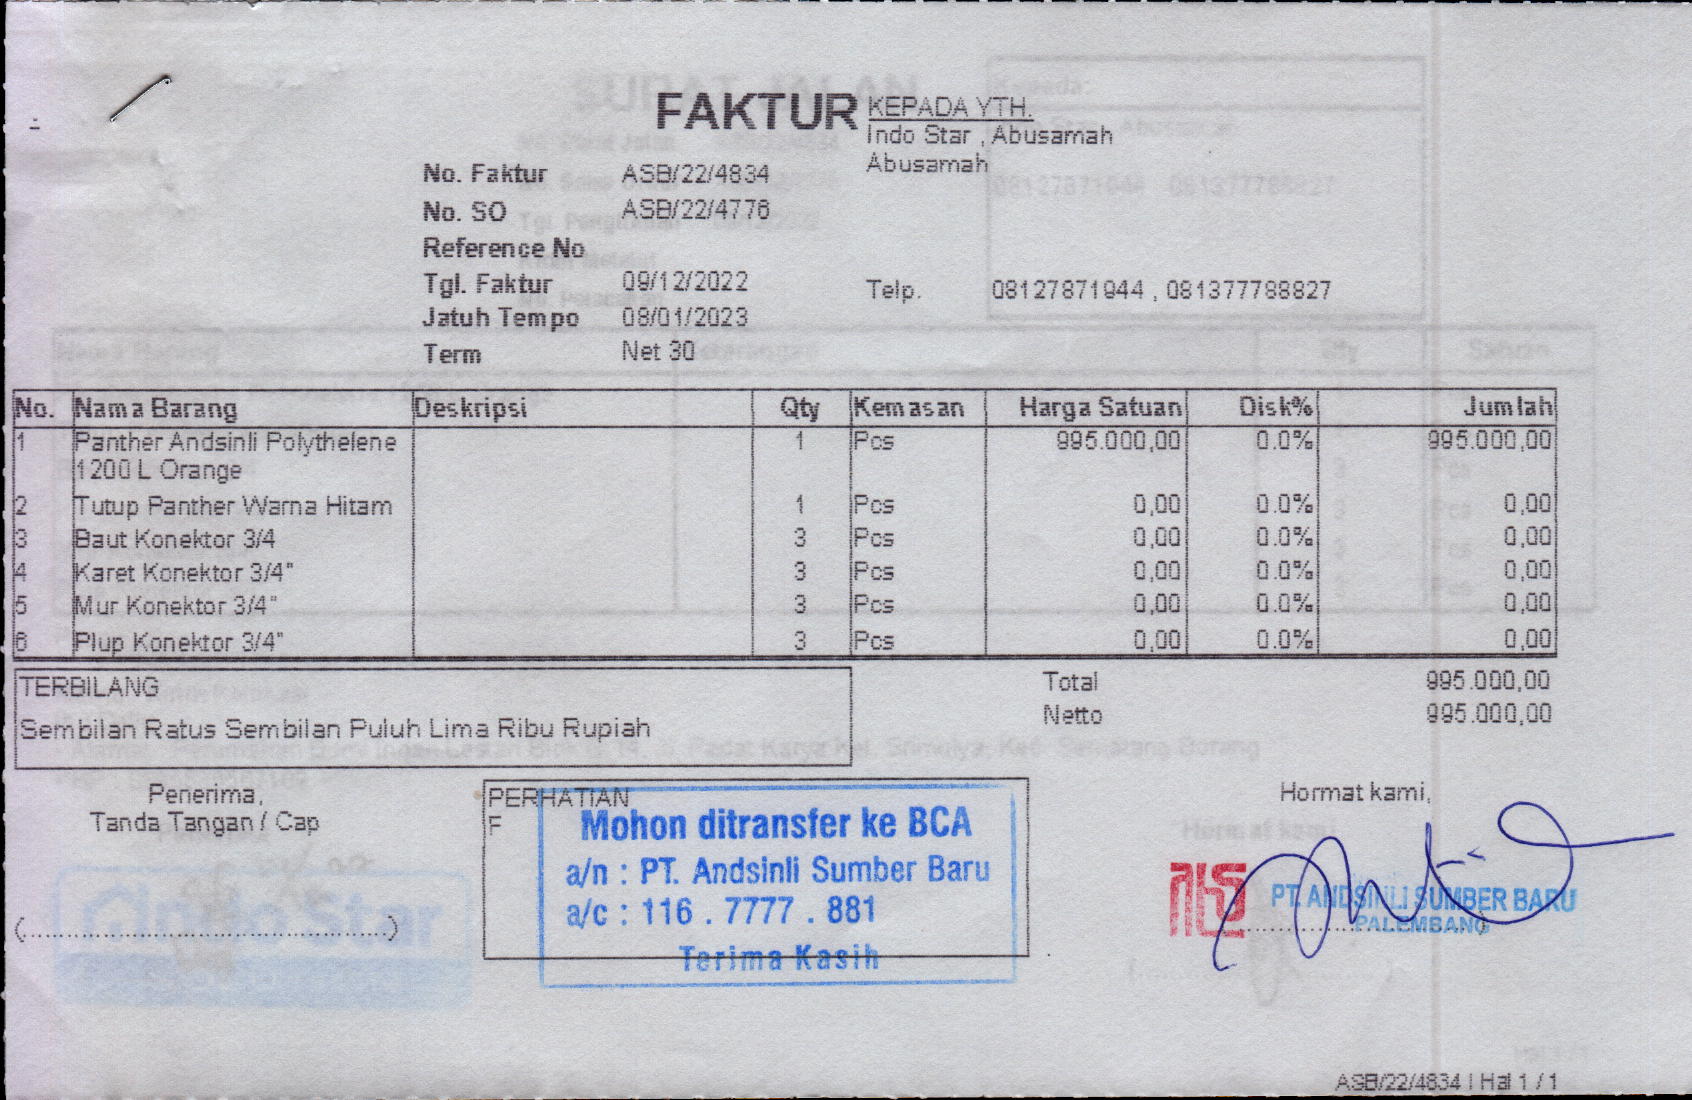 FAKTUR
KEPADA YTH.
Indo Star , Abusamah
Abusamah
No. Faktur ASB/22/4834
No. SO ASB/22/4776
Reference No
Tgl. Faktur 09/12/2022
Telp. 08127871944 , 081377788827
Jatuh Tempo 08/01/2023
Term Net 30
No. Nama Barang Deskripsi Qty Kemasan Harga Satuan Disk% Jumlah
1 Panther Andsinli Polythelene 1 Pcs 995.000,00 0.0% 995.000,00
1200 L Orange
2 Tutup Panther Warna Hitam 1 Pcs 0,00 0.0% 0,00
3 Baut Konektor 3/4 3 Pcs 0,00 0.0% 0,00
4 Karet Konektor 3/4" 3 Pcs 0,00 0.0% 0,00
5 Mur Konektor 3/4" 3 Pcs 0,00 0.0% 0,00
6 Plup Konektor 3/4" 3 Pcs 0,00 0.0% 0,00
TERBILANG
Sembilan Ratus Sembilan Puluh Lima Ribu Rupiah
Total 995.000,00
Netto 995.000,00
Penerima,
Tanda Tangan / Cap
(................................................)
PERHATIAN
F
Mohon ditransfer ke BCA
a/n : PT. Andsinli Sumber Baru
a/c : 116 . 7777 . 881
Terima Kasih
Hormat kami,
PT. ANDSINLI SUMBER BARU
PALEMBANG
Indo Star
ASB/22/4834 | Hal 1 / 1